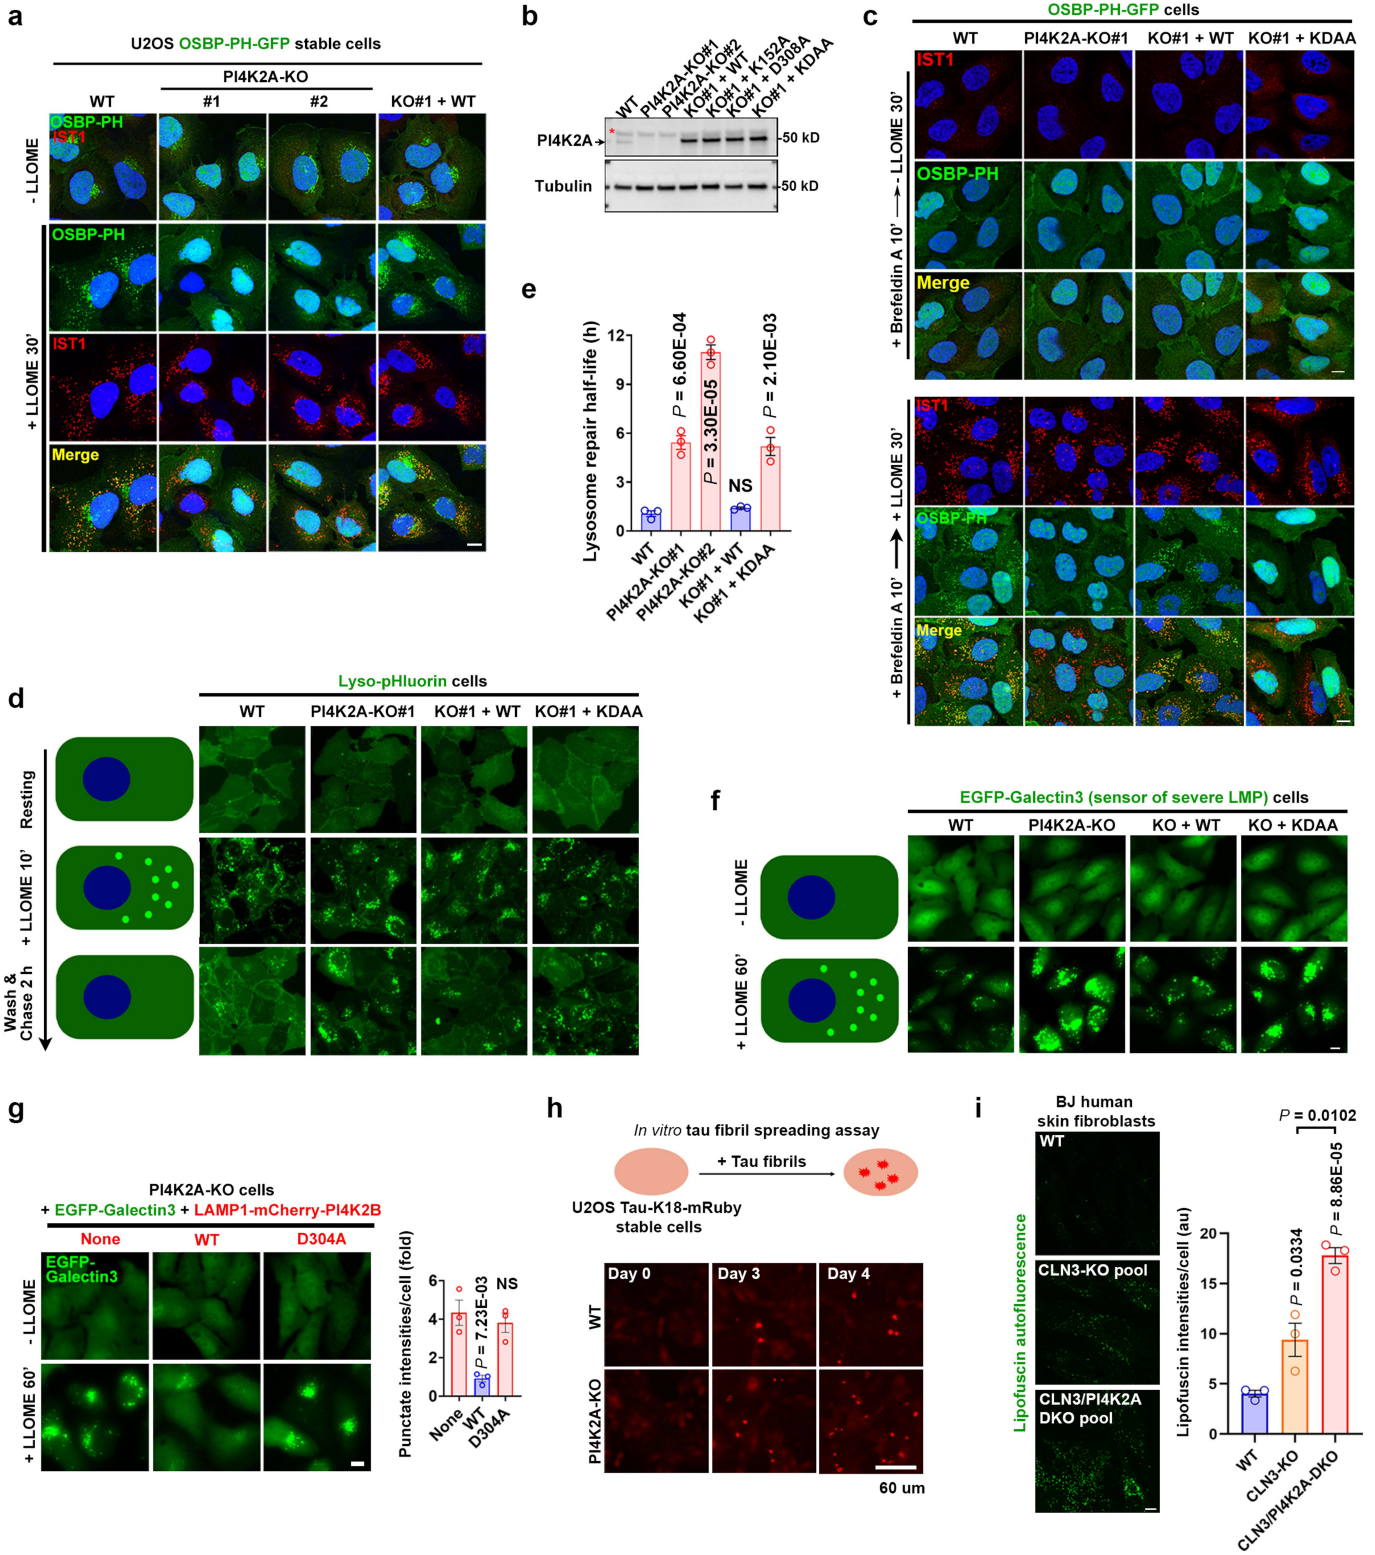 a
U2OS OSBP-PH-GFP stable cells
PI4K2A-KO
WT
#1
#2
KO#1 + WT
OSBP-PH
IST1
- LLOME
OSBP-PH
IST1
Merge
+ LLOME 30’
b
WT
PI4K2A-KO#1
PI4K2A-KO#2
KO#1 + WT
KO#1 + K152A
KO#1 + D308A
KO#1 + KDAA
*
PI4K2A
-50 kD
Tubulin
-50 kD
c
OSBP-PH-GFP cells
WT
PI4K2A-KO#1
KO#1 + WT
KO#1 + KDAA
IST1
OSBP-PH
Merge
+ Brefeldin A 10’
- LLOME 30’
IST1
OSBP-PH
Merge
+ Brefeldin A 10’
+ LLOME 30’
e
Lysosome repair half-life (h)
12
9
6
3
0
P = 6.60E-04
P = 3.30E-05
NS
P = 2.10E-03
WT
PI4K2A-KO#1
PI4K2A-KO#2
KO#1 + WT
KO#1 + KDAA
d
Lyso-pHluorin cells
WT
PI4K2A-KO#1
KO#1 + WT
KO#1 + KDAA
Resting
+ LLOME 10’
Wash &
Chase 2 h
f
EGFP-Galectin3 (sensor of severe LMP) cells
WT
PI4K2A-KO
KO + WT
KO + KDAA
- LLOME
+ LLOME 60’
g
PI4K2A-KO cells
+ EGFP-Galectin3 + LAMP1-mCherry-PI4K2B
None
WT
D304A
EGFP-
Galectin3
- LLOME
+ LLOME 60’
Punctate intensities/cell (fold)
6
4
2
0
P = 7.23E-03
NS
None
WT
D304A
h
In vitro tau fibril spreading assay
+ Tau fibrils
U2OS Tau-K18-mRuby
stable cells
Day 0
Day 3
Day 4
WT
PI4K2A-KO
60 um
i
BJ human
skin fibroblasts
WT
CLN3-KO pool
CLN3/PI4K2A
DKO pool
Lipofuscin autofluorescence
Lipofuscin intensities/cell (au)
20
15
10
5
0
P = 0.0334
P = 8.86E-05
P = 0.0102
WT
CLN3-KO
CLN3/PI4K2A-DKO